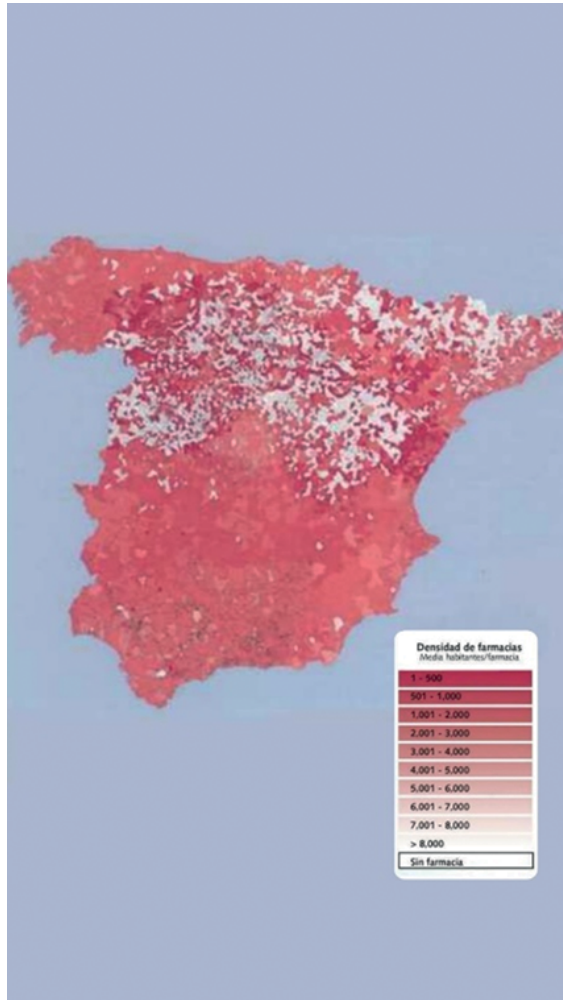 Densidad de farmacias
Media habitantes/farmacia
1 - 500
501 - 1,000
1,001 - 2,000
2,001 - 3,000
3,001 - 4,000
4,001 - 5,000
5,001 - 6,000
6,001 - 7,000
7,001 - 8,000
> 8,000
Sin farmacia